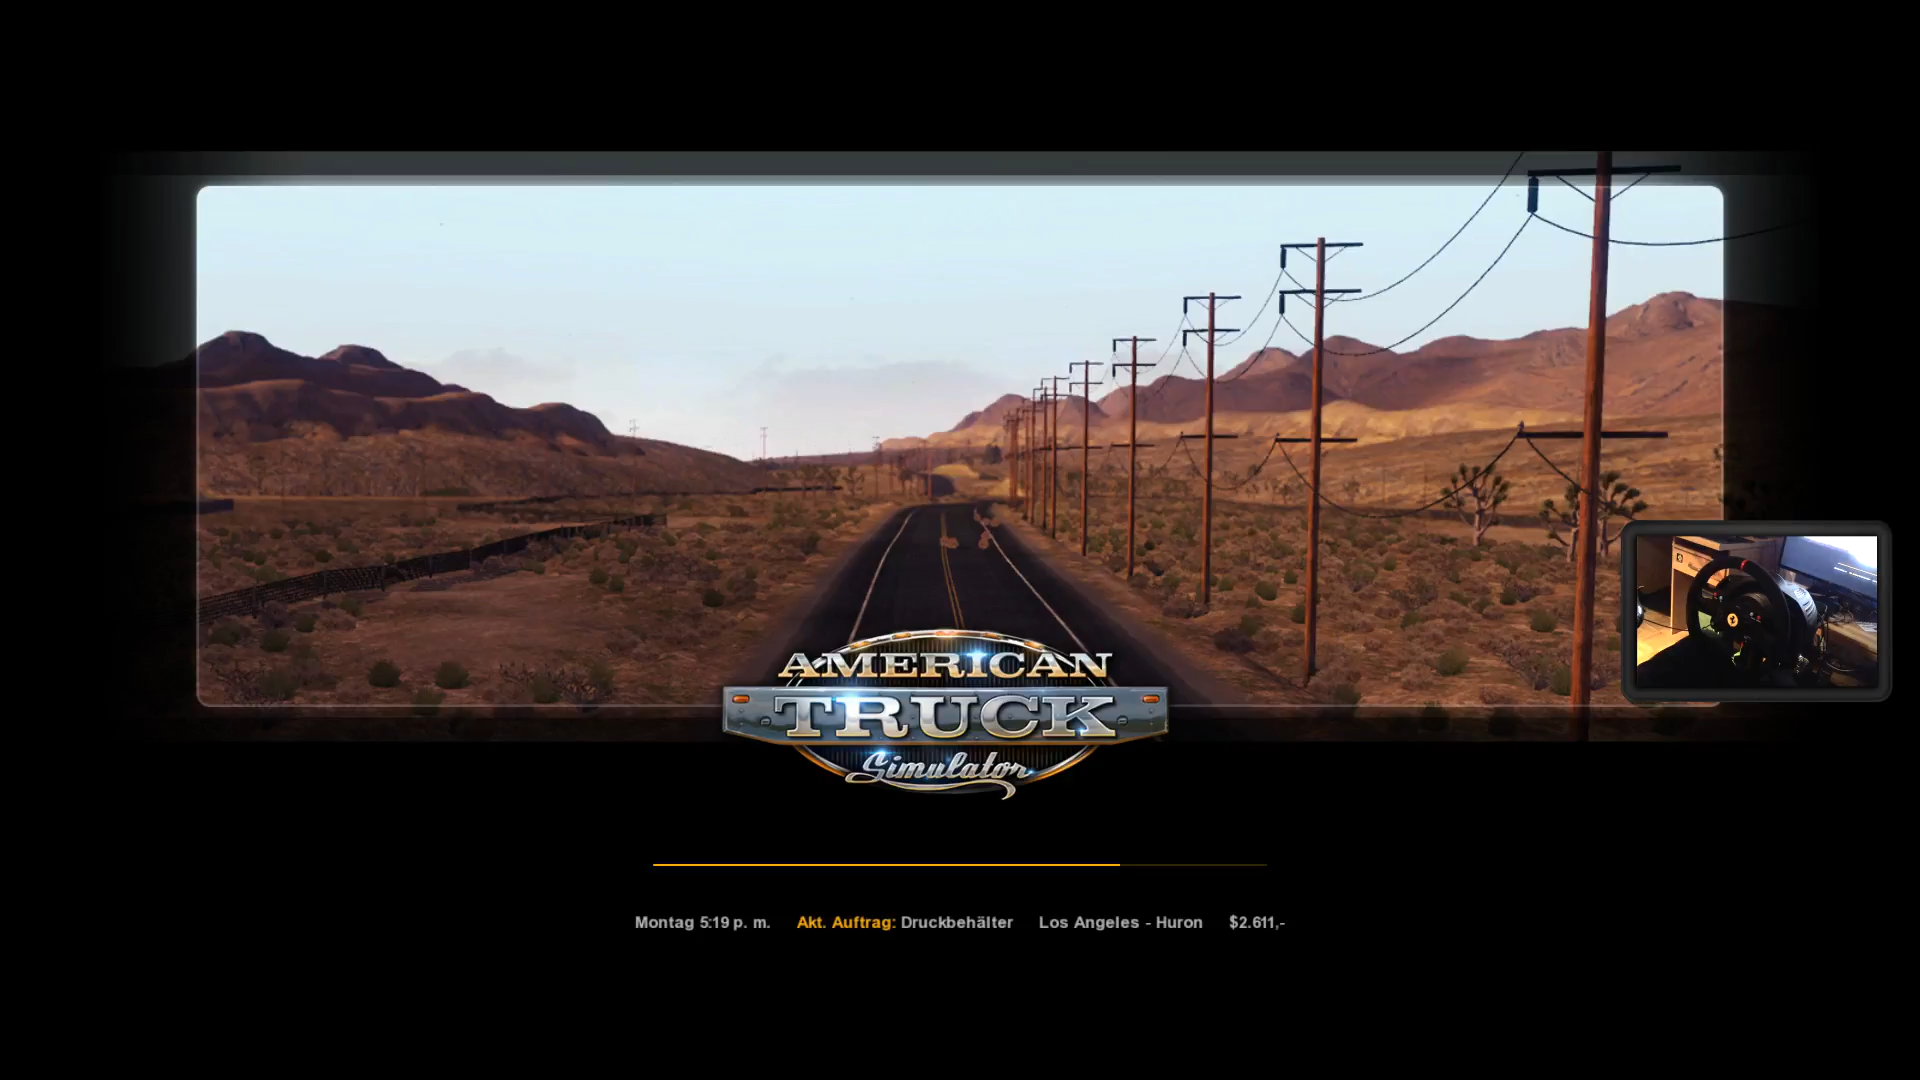 AMERICAN
TRUCK
Simulator
Montag 5:19 p. m. Akt. Auftrag: Druckbehälter Los Angeles - Huron $2.611,-